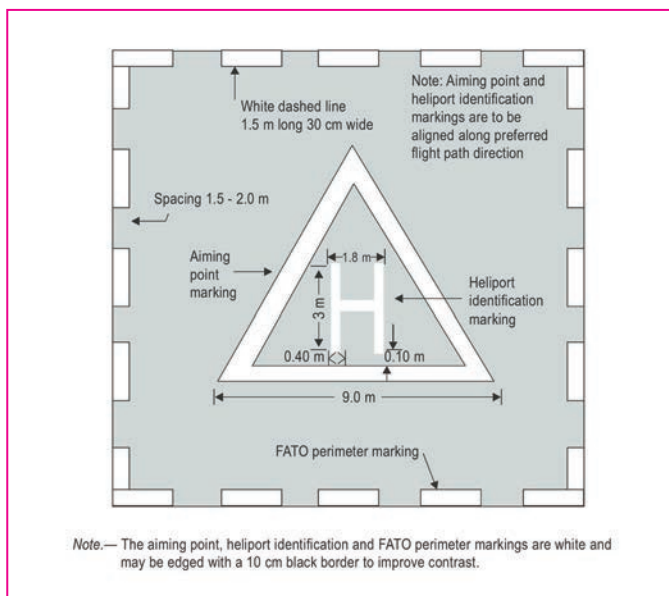 White dashed line
1.5 m long 30 cm wide
Note: Aiming point and
heliport identification
markings are to be
aligned along preferred
flight path direction
Spacing 1.5 - 2.0 m
Aiming
point
marking
1.8 m
3 m
Heliport
identification
marking
0.40 m
0.10 m
9.0 m
FATO perimeter marking
Note.— The aiming point, heliport identification and FATO perimeter markings are white and
may be edged with a 10 cm black border to improve contrast.